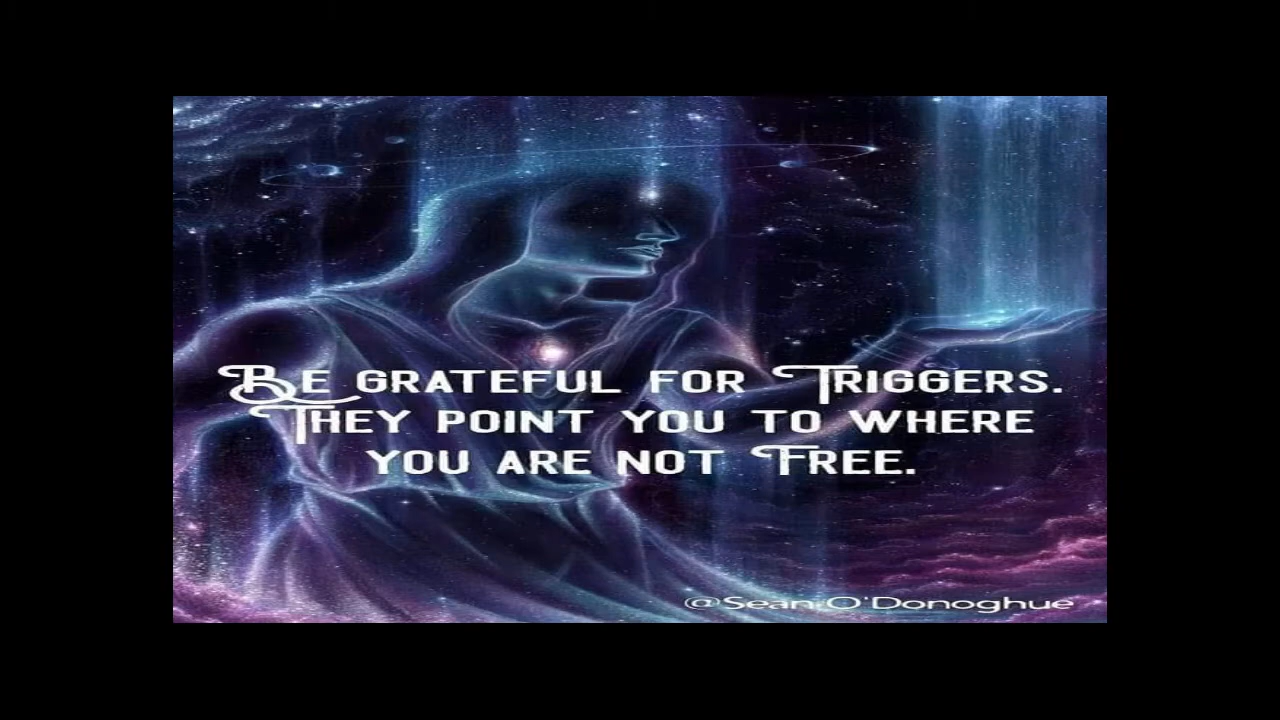 Be grateful for Triggers.
They point you to where
you are not Free.
@Sean O'Donoghue